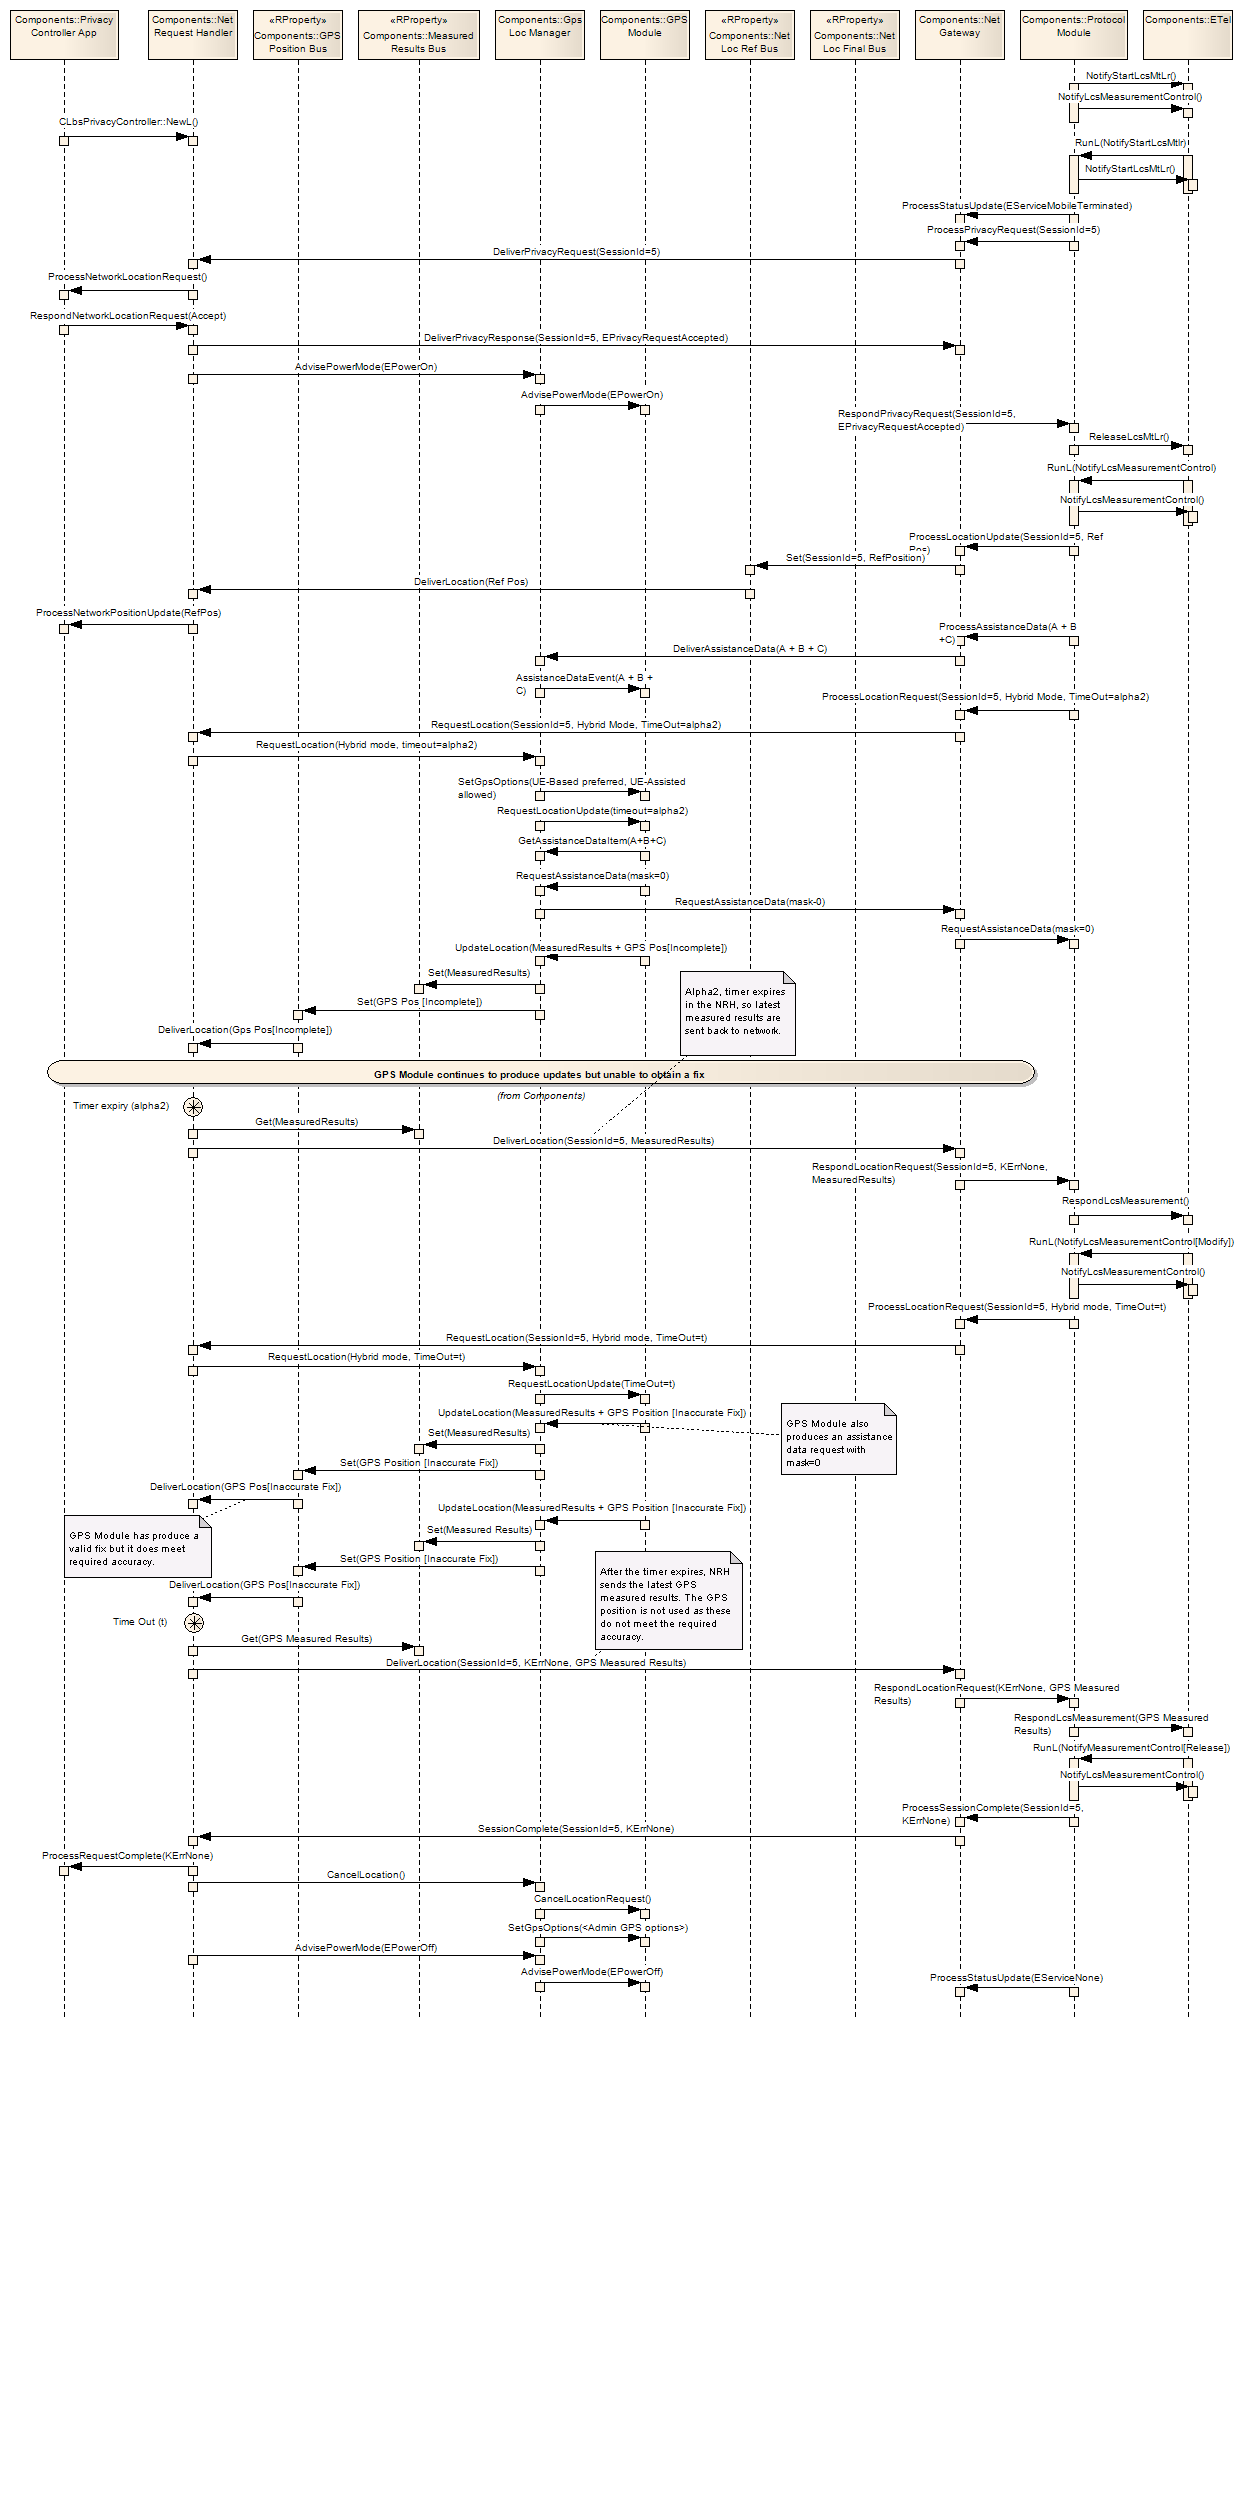 Components::Privacy
Controller App
Components::Net
Request Handler
«RProperty»
Components::GPS
Position Bus
«RProperty»
Components::Measured
Results Bus
Components::Gps
Loc Manager
Components::GPS
Module
«RProperty»
Components::Net
Loc Ref Bus
«RProperty»
Components::Net
Loc Final Bus
Components::Net
Gateway
Components::Protocol
Module
Components::ETel
NotifyStartLcsMtLr()
NotifyLcsMeasurementControl()
CLbsPrivacyController::NewL()
RunL(NotifyStartLcsMtlr)
NotifyStartLcsMtLr()
ProcessStatusUpdate(EServiceMobileTerminated)
ProcessPrivacyRequest(SessionId=5)
DeliverPrivacyRequest(SessionId=5)
ProcessNetworkLocationRequest()
RespondNetworkLocationRequest(Accept)
DeliverPrivacyResponse(SessionId=5, EPrivacyRequestAccepted)
AdvisePowerMode(EPowerOn)
AdvisePowerMode(EPowerOn)
RespondPrivacyRequest(SessionId=5,
EPrivacyRequestAccepted)
ReleaseLcsMtLr()
RunL(NotifyLcsMeasurementControl)
NotifyLcsMeasurementControl()
ProcessLocationUpdate(SessionId=5, Ref
Pos)
Set(SessionId=5, RefPosition)
DeliverLocation(Ref Pos)
ProcessNetworkPositionUpdate(RefPos)
ProcessAssistanceData(A + B
+C)
DeliverAssistanceData(A + B + C)
AssistanceDataEvent(A + B +
C)
ProcessLocationRequest(SessionId=5, Hybrid Mode, TimeOut=alpha2)
RequestLocation(SessionId=5, Hybrid Mode, TimeOut=alpha2)
RequestLocation(Hybrid mode, timeout=alpha2)
SetGpsOptions(UE-Based preferred, UE-Assisted
allowed)
RequestLocationUpdate(timeout=alpha2)
GetAssistanceDataItem(A+B+C)
RequestAssistanceData(mask=0)
RequestAssistanceData(mask-0)
RequestAssistanceData(mask=0)
UpdateLocation(MeasuredResults + GPS Pos[Incomplete])
Set(MeasuredResults)
Set(GPS Pos [Incomplete])
DeliverLocation(Gps Pos[Incomplete])
Alpha2, timer expires
in the NRH, so latest
measured results are
sent back to network.
GPS Module continues to produce updates but unable to obtain a fix
(from Components)
Timer expiry (alpha2)
Get(MeasuredResults)
DeliverLocation(SessionId=5, MeasuredResults)
RespondLocationRequest(SessionId=5, KErrNone,
MeasuredResults)
RespondLcsMeasurement()
RunL(NotifyLcsMeasurementControl[Modify])
NotifyLcsMeasurementControl()
ProcessLocationRequest(SessionId=5, Hybrid mode, TimeOut=t)
RequestLocation(SessionId=5, Hybrid mode, TimeOut=t)
RequestLocation(Hybrid mode, TimeOut=t)
RequestLocationUpdate(TimeOut=t)
UpdateLocation(MeasuredResults + GPS Position [Inaccurate Fix])
Set(MeasuredResults)
GPS Module also
produces an assistance
data request with
mask=0
Set(GPS Position [Inaccurate Fix])
DeliverLocation(GPS Pos[Inaccurate Fix])
UpdateLocation(MeasuredResults + GPS Position [Inaccurate Fix])
Set(Measured Results)
GPS Module has produce a
valid fix but it does meet
required accuracy.
Set(GPS Position [Inaccurate Fix])
DeliverLocation(GPS Pos[Inaccurate Fix])
After the timer expires, NRH
sends the latest GPS
measured results. The GPS
position is not used as these
do not meet the required
accuracy.
Time Out (t)
Get(GPS Measured Results)
DeliverLocation(SessionId=5, KErrNone, GPS Measured Results)
RespondLocationRequest(KErrNone, GPS Measured
Results)
RespondLcsMeasurement(GPS Measured
Results)
RunL(NotifyMeasurementControl[Release])
NotifyLcsMeasurementControl()
ProcessSessionComplete(SessionId=5,
KErrNone)
SessionComplete(SessionId=5, KErrNone)
ProcessRequestComplete(KErrNone)
CancelLocation()
CancelLocationRequest()
SetGpsOptions(<Admin GPS options>)
AdvisePowerMode(EPowerOff)
AdvisePowerMode(EPowerOff)
ProcessStatusUpdate(EServiceNone)